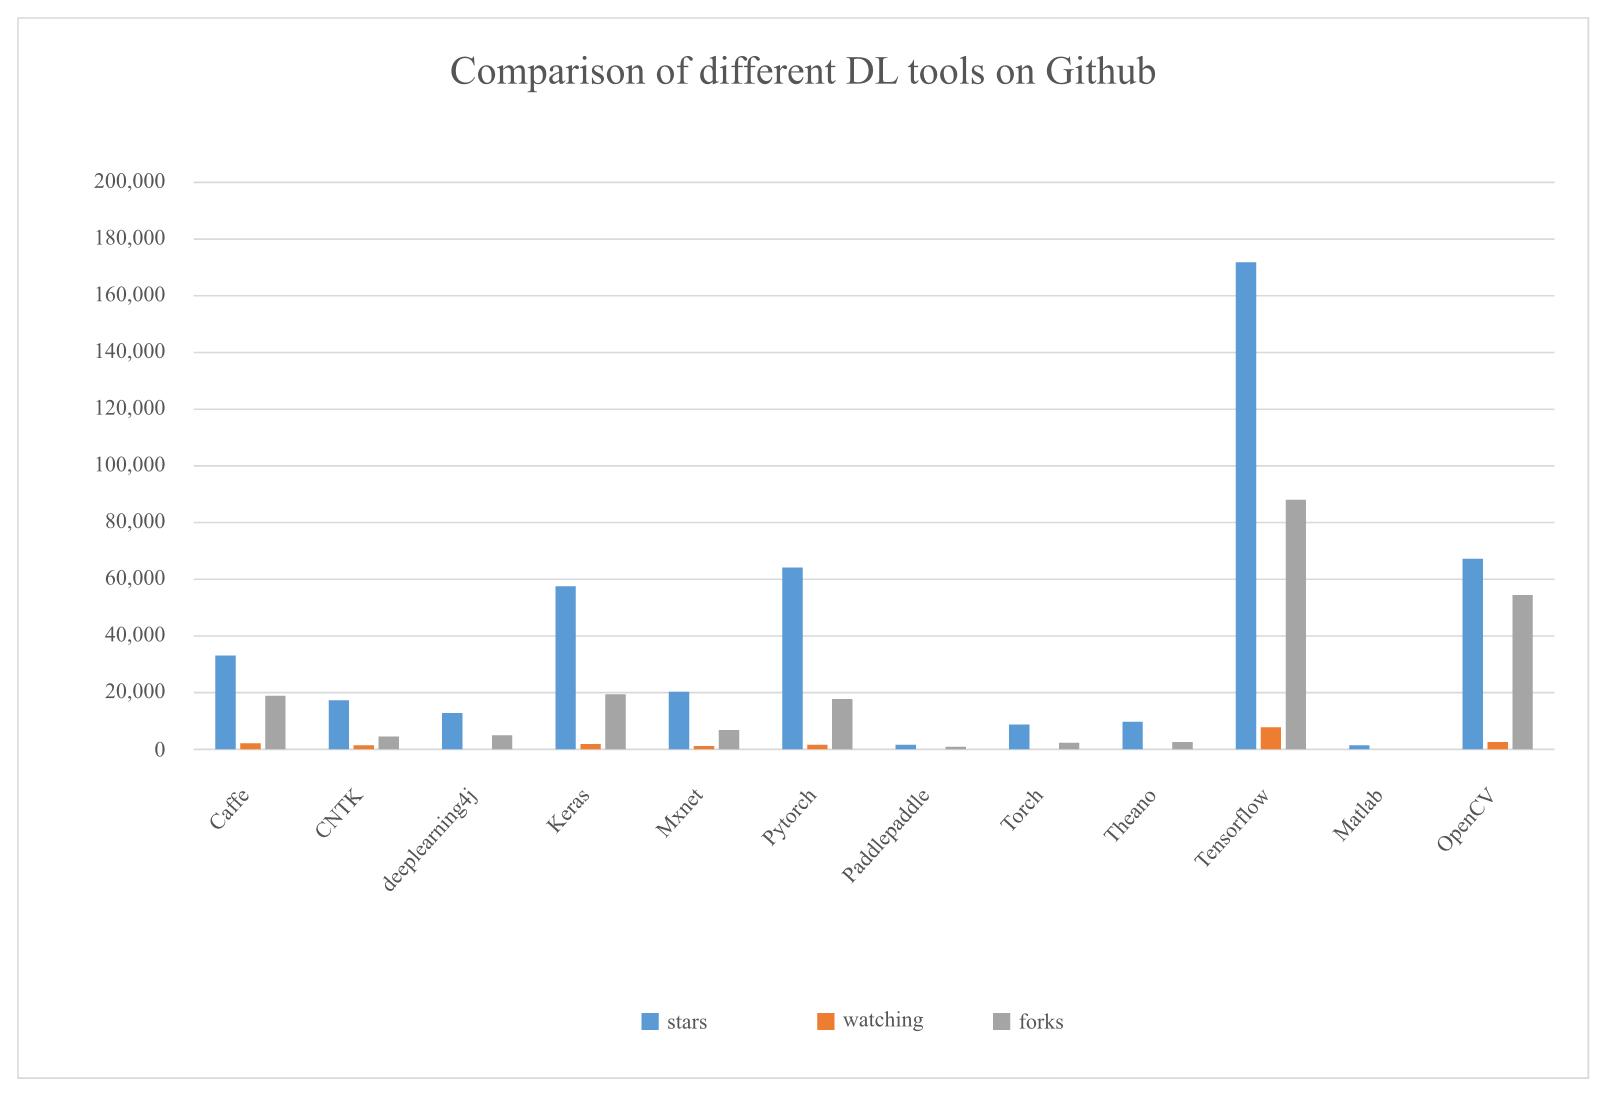 Comparison of different DL tools on Github
200,000
180,000
160,000
140,000
120,000
100,000
80,000
60,000
40,000
20,000
0
Caffe
CNTK
deeplearning4j
Keras
Mxnet
Pytorch
Paddlepaddle
Torch
Theano
Tensorflow
Matlab
OpenCV
stars
watching
forks